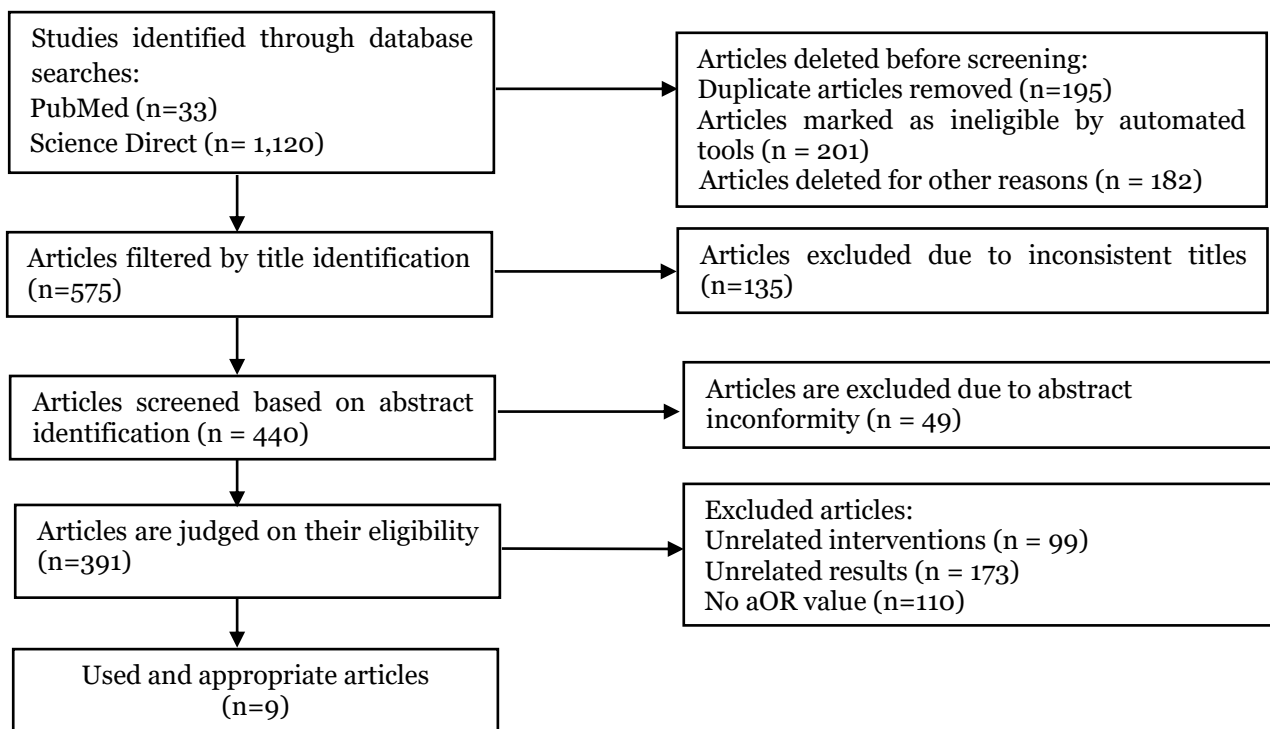 Studies identified through database
searches:
PubMed (n=33)
Science Direct (n= 1,120)
Articles deleted before screening:
Duplicate articles removed (n=195)
Articles marked as ineligible by automated
tools (n = 201)
Articles deleted for other reasons (n = 182)
Articles filtered by title identification
(n=575)
Articles excluded due to inconsistent titles
(n=135)
Articles screened based on abstract
identification (n = 440)
Articles are excluded due to abstract
inconformity (n = 49)
Articles are judged on their eligibility
(n=391)
Excluded articles:
Unrelated interventions (n = 99)
Unrelated results (n = 173)
No aOR value (n=110)
Used and appropriate articles
(n=9)